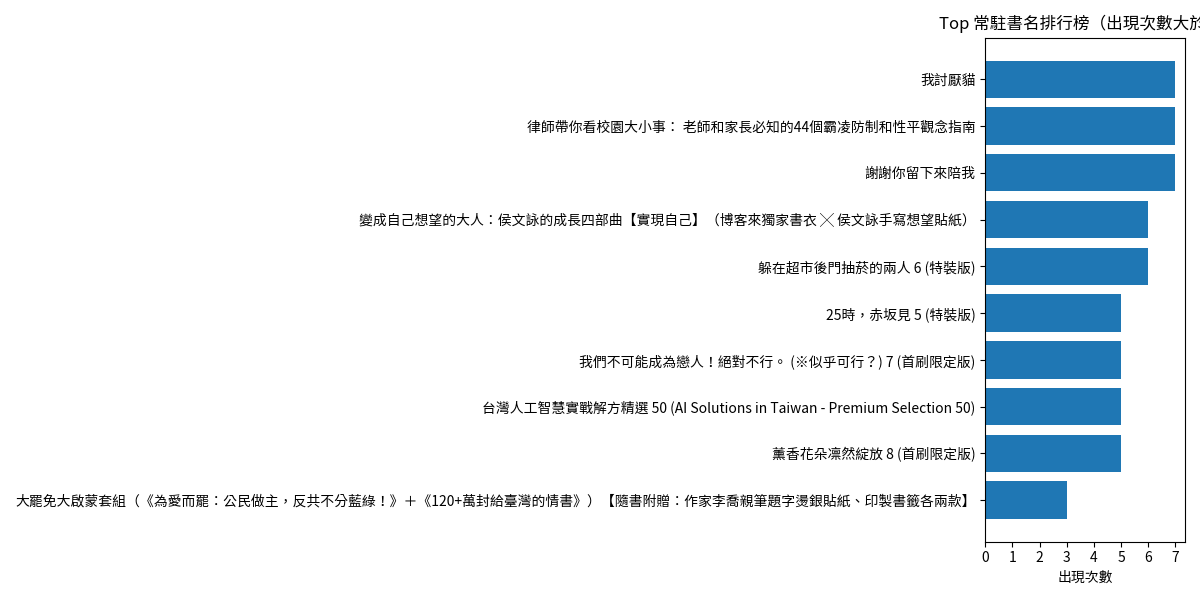 Top 常駐書名排行榜（出現次數大於
我討厭貓
律師帶你看校園大小事： 老師和家長必知的44個霸凌防制和性平觀念指南
謝謝你留下來陪我
變成自己想望的大人：侯文詠的成長四部曲【實現自己】（博客來獨家書衣╳侯文詠手寫想望貼紙）
躲在超市後門抽菸的兩人 6 (特裝版)
25時，赤坂見 5 (特裝版)
我們不可能成為戀人！絕對不行。 (※似乎可行？) 7 (首刷限定版)
台灣人工智慧實戰解方精選 50 (AI Solutions in Taiwan - Premium Selection 50)
薰香花朵凜然綻放 8 (首刷限定版)
大罷免大啟蒙套組（《為愛而罷：公民做主，反共不分藍綠！》＋《120+萬封給臺灣的情書》）【隨書附贈：作家李喬親筆題字燙銀貼紙、印製書籤各兩款】
0 1 2 3 4 5 6 7
出現次數